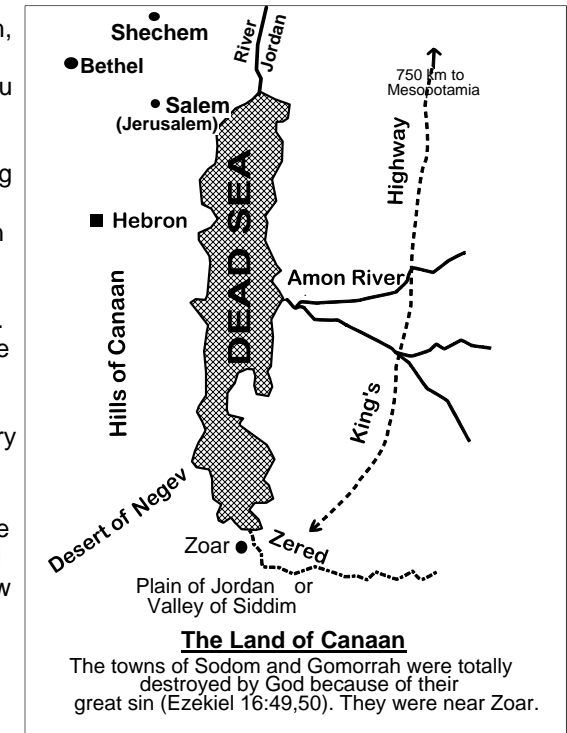 n,
u
g
n
.
e
ry
e
w
Shechem
Bethel
River
Jordan
Salem
(Jerusalem)
750 km to
Mesopotamia
Highway
DEAD SEA
Hebron
Amon River
Hills of Canaan
King's
Desert of Negev
Zoar
Zered
Plain of Jordan or
Valley of Siddim
The Land of Canaan
The towns of Sodom and Gomorrah were totally
destroyed by God because of their
great sin (Ezekiel 16:49,50). They were near Zoar.